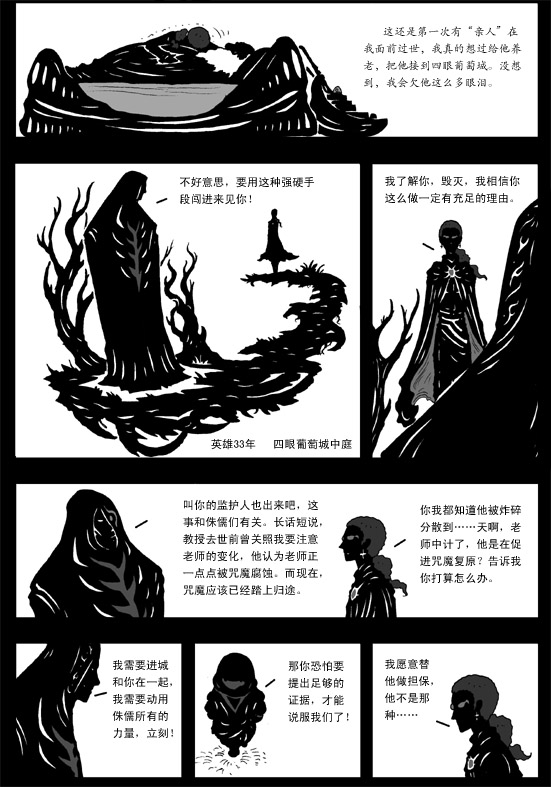 这还是第一次有“亲人”在
我面前过世，我真的想过给他养
老，把他接到四眼葡萄城。没想
到，我会欠他这么多眼泪。
不好意思，要用这种强硬手
段闯进来见你！
英雄33年 四眼葡萄城中庭
我了解你，毁灭，我相信你
这么做一定有充足的理由。
叫你的监护人也出来吧，这
事和侏儒们有关。长话短说，
教授去世前曾关照我要注意
老师的变化，他认为老师正
一点点被咒魔腐蚀。而现在，
咒魔应该已经踏上归途。
你我都知道他被炸碎
分散到……天啊，老
师中计了，他是在促
进咒魔复原？告诉我
你打算怎么办。
我需要进城
和你在一起，
我需要动用
侏儒所有的
力量，立刻！
那你恐怕要
提出足够的
证据，才能
说服我们了！
我愿意替
他做担保，
他不是那
种……